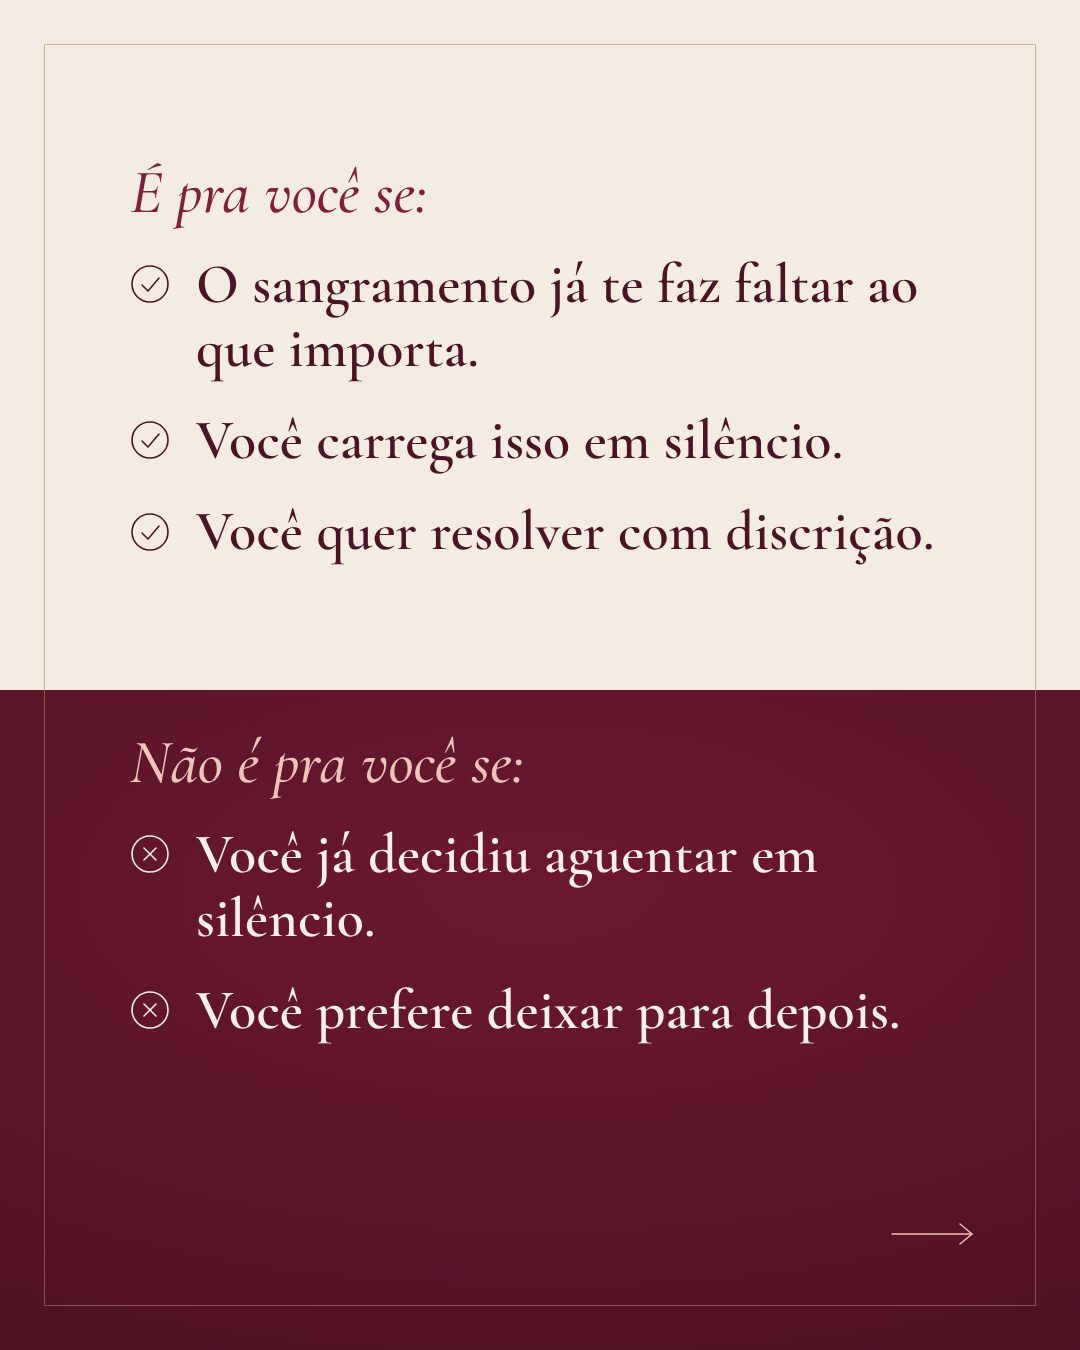 É pra você se:
O sangramento já te faz faltar ao
que importa.
Você carrega isso em silêncio.
Você quer resolver com discrição.
Não é pra você se:
Você já decidiu aguentar em
silêncio.
Você prefere deixar para depois.